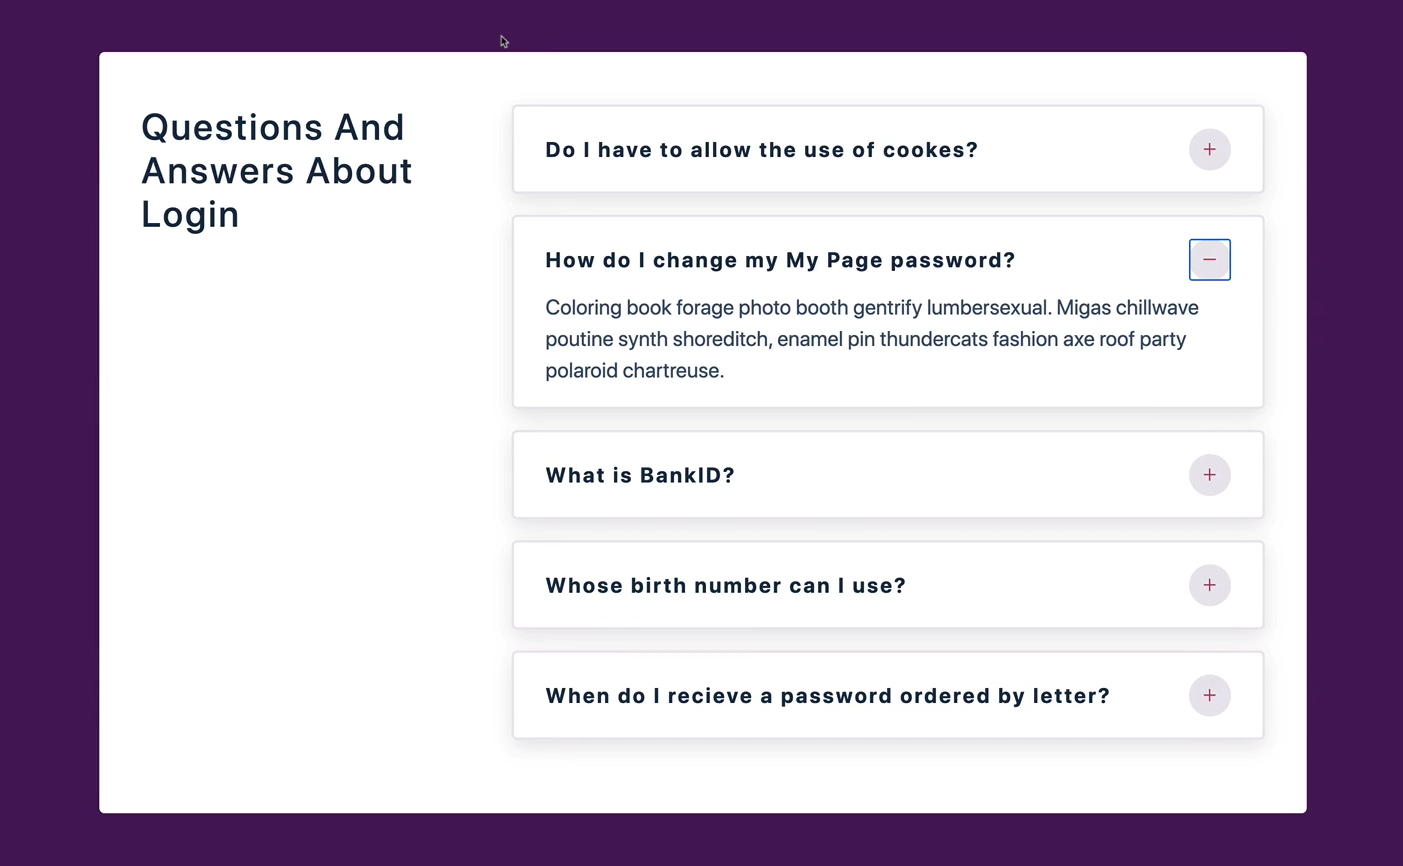 Questions And
Answers About
Login
Do I have to allow the use of cookes?
+
How do I change my My Page password?
−
Coloring book forage photo booth gentrify lumbersexual. Migas chillwave
poutine synth shoreditch, enamel pin thundercats fashion axe roof party
polaroid chartreuse.
What is BankID?
+
Whose birth number can I use?
+
When do I recieve a password ordered by letter?
+